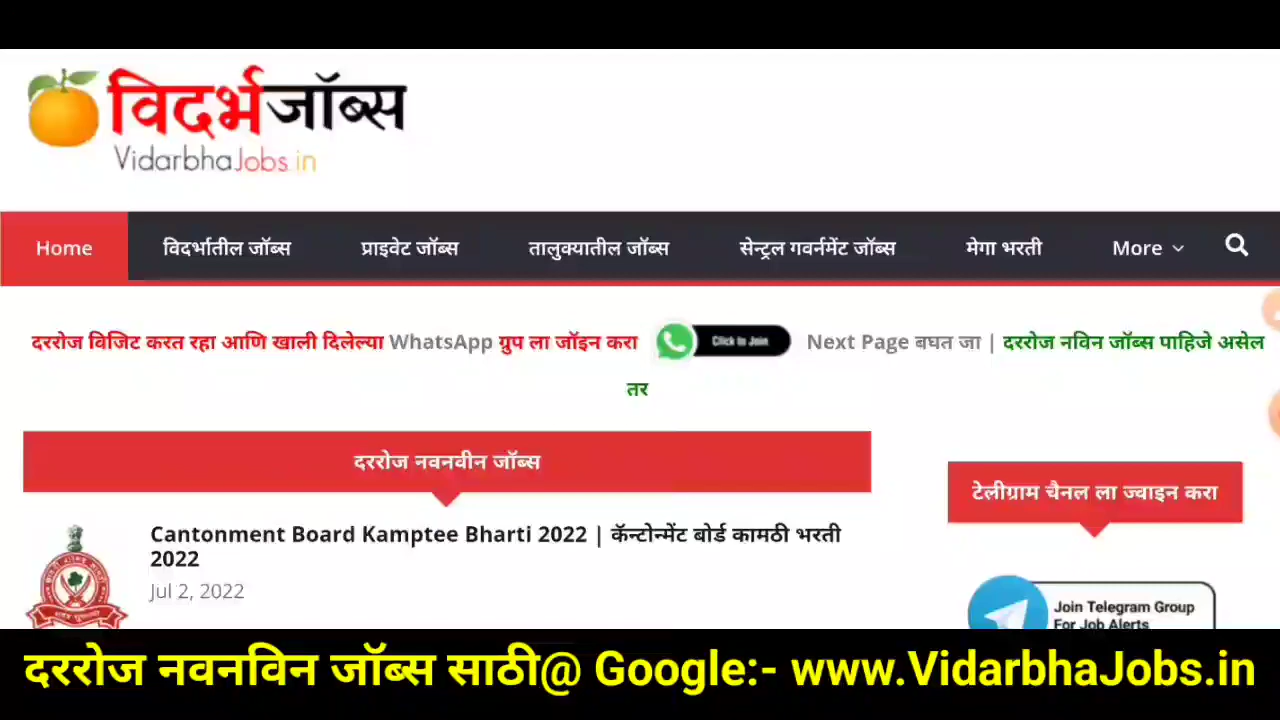 विदर्भजॉब्स
VidarbhaJobs.in
Home विदर्भातील जॉब्स प्राइवेट जॉब्स तालुक्यातील जॉब्स सेन्ट्रल गवर्नमेंट जॉब्स मेगा भरती More
दररोज विजिट करत रहा आणि खाली दिलेल्या WhatsApp ग्रुप ला जॉइन करा Click to Join Next Page बघत जा | दररोज नविन जॉब्स पाहिजे असेल
तर
दररोज नवनवीन जॉब्स
टेलीग्राम चैनल ला ज्वाइन करा
Cantonment Board Kamptee Bharti 2022 | कॅन्टोन्मेंट बोर्ड कामठी भरती
2022
Jul 2, 2022
Join Telegram Group
For Job Alerts
दररोज नवनविन जॉब्स साठी@ Google:- www.VidarbhaJobs.in